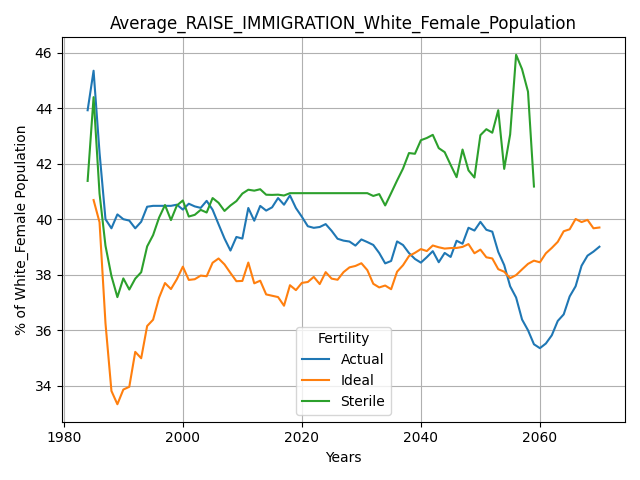 Average_RAISE_IMMIGRATION_White_Female_Population
% of White_Female Population
46
44
42
40
38
36
34
Fertility
Actual
Ideal
Sterile
1980
2000
2020
2040
2060
Years